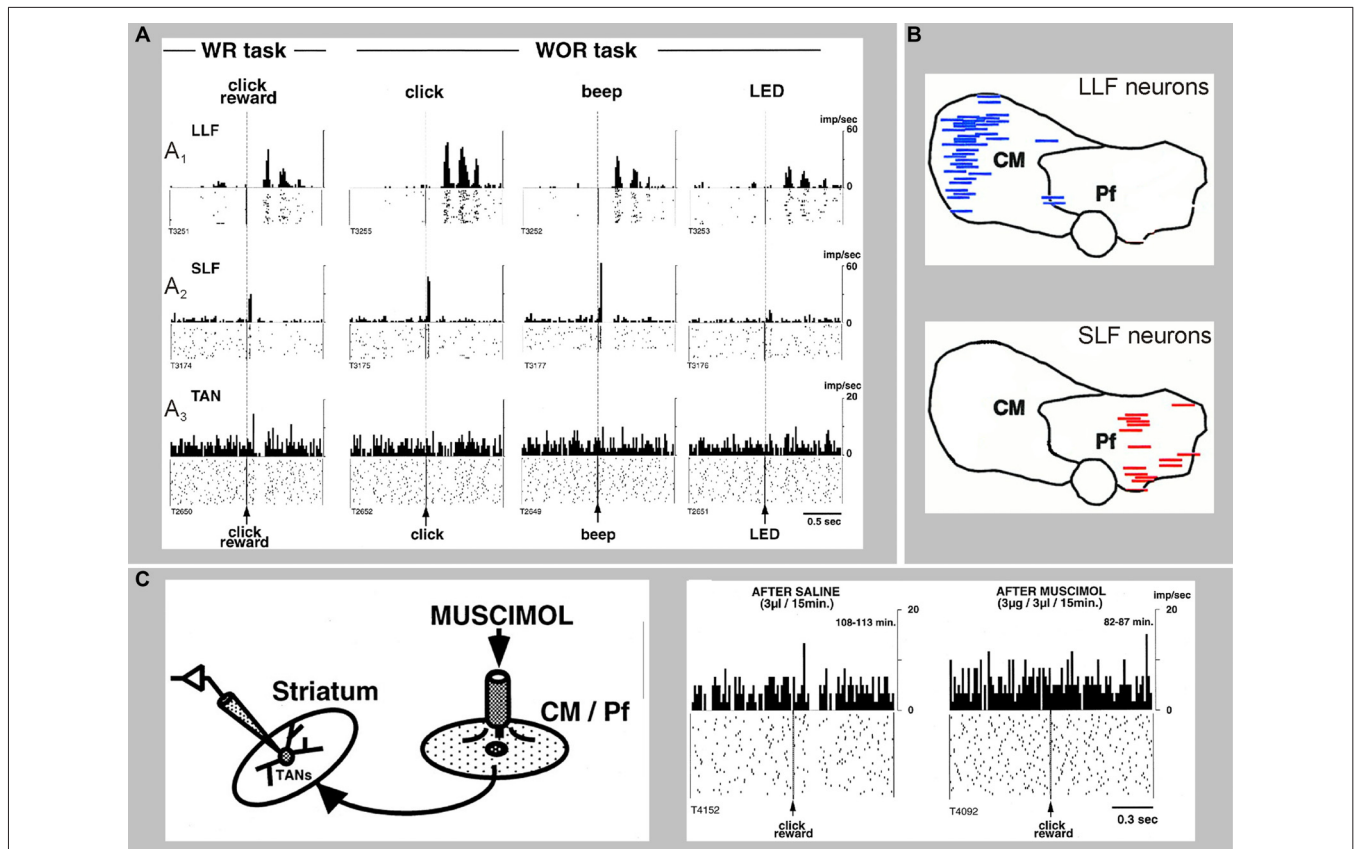 A
WR task
WOR task
click
reward
click
beep
LED
imp/sec
A1
LLF
60
0
T3251
T3255
T3252
T3253
imp/sec
A2
SLF
60
0
T3174
T3175
T3177
T3176
imp/sec
A3
TAN
20
0
T2650
T2652
T2649
T2651
0.5 sec
click
reward
click
beep
LED
B
LLF neurons
CM
Pf
SLF neurons
CM
Pf
C
MUSCIMOL
Striatum
CM / Pf
TANs
AFTER SALINE
(3µl / 15min.)
108-113 min.
T4152
click
reward
AFTER MUSCIMOL
(3µg / 3µl / 15min.)
imp/sec
20
82-87 min.
20
0
0
T4092
click
reward
0.3 sec